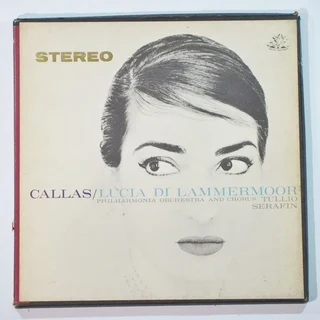 STEREO
CALLAS/LUCIA DI LAMMERMOOR
PHILHARMONIA ORCHESTRA AND CHORUS TULLIO
SERAFIN